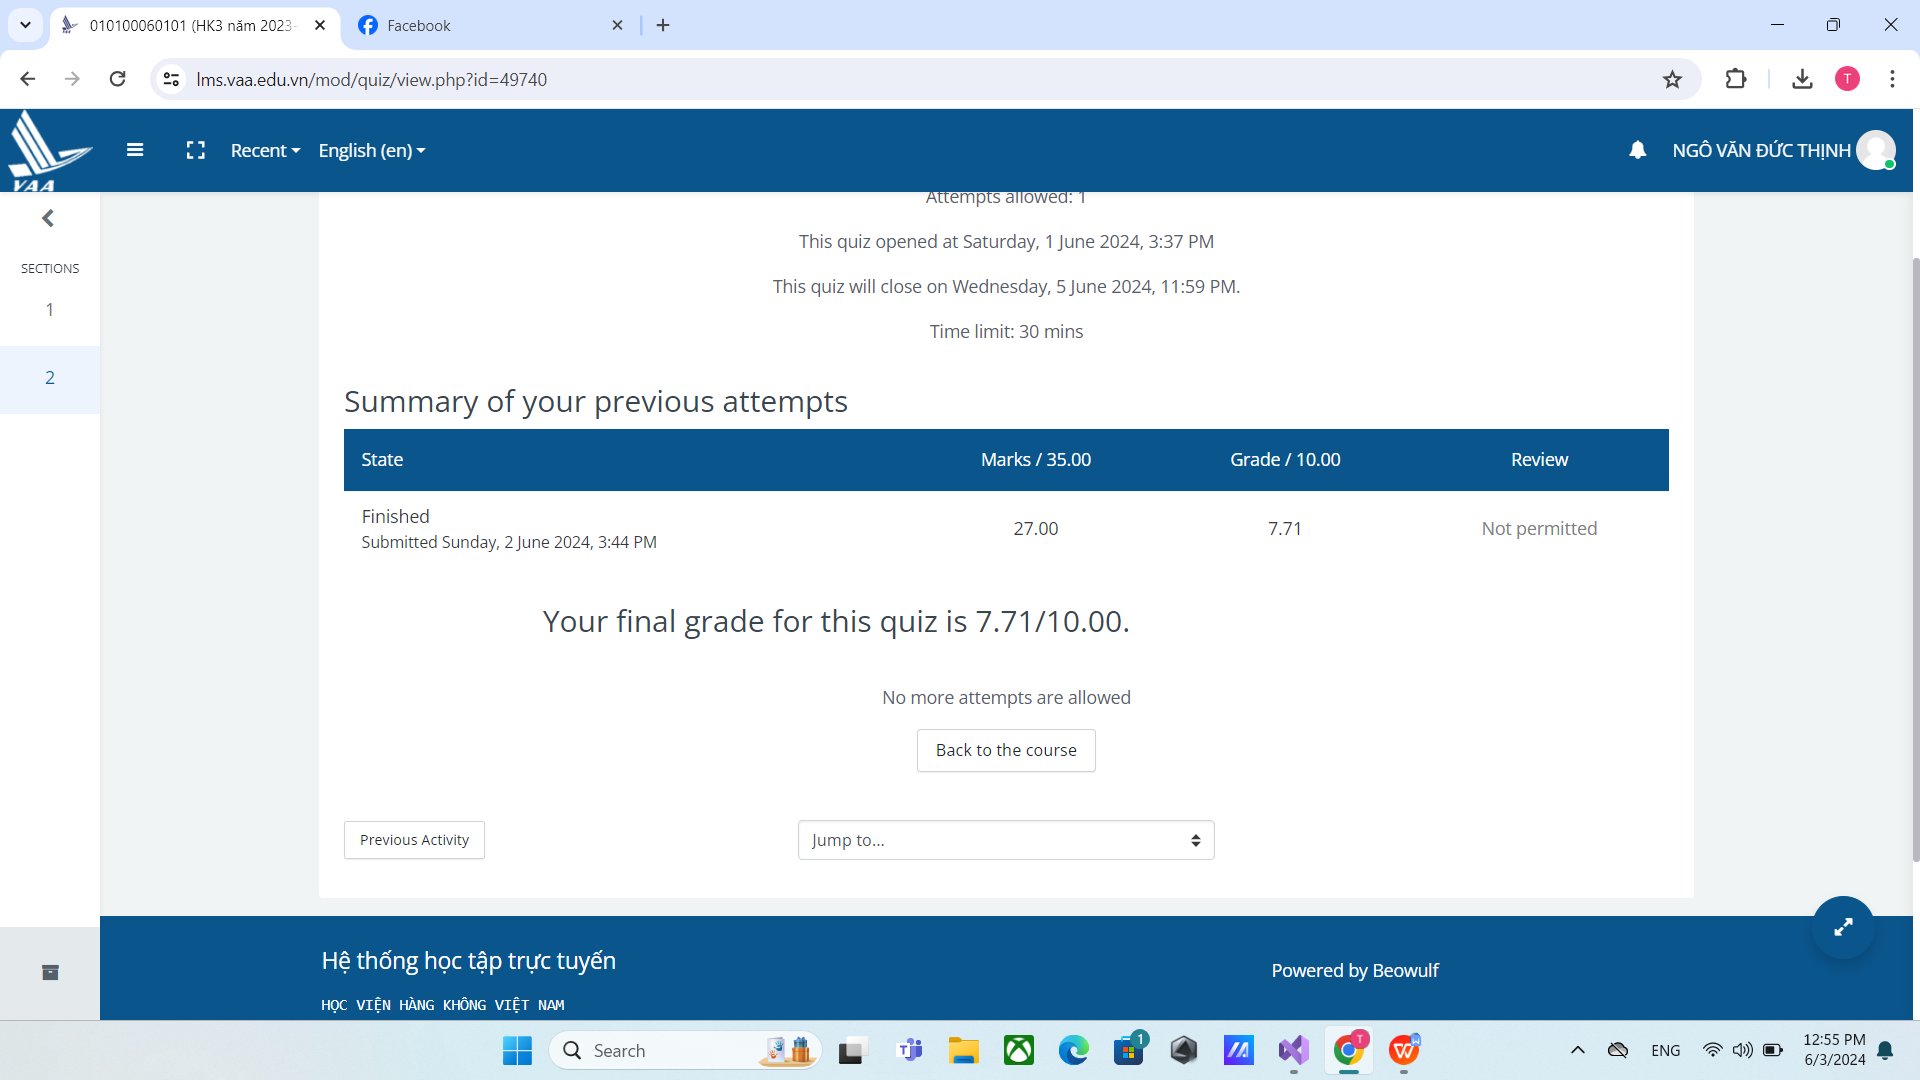 010100060101 (HK3 năm 2023-
Facebook
lms.vaa.edu.vn/mod/quiz/view.php?id=49740
T
VAA
Recent
English (en)
NGÔ VĂN ĐỨC THỊNH
Attempts allowed: 1
This quiz opened at Saturday, 1 June 2024, 3:37 PM
SECTIONS
This quiz will close on Wednesday, 5 June 2024, 11:59 PM.
1
Time limit: 30 mins
2
Summary of your previous attempts
State Marks / 35.00 Grade / 10.00 Review
Finished
Submitted Sunday, 2 June 2024, 3:44 PM
27.00 7.71 Not permitted
Your final grade for this quiz is 7.71/10.00.
No more attempts are allowed
Back to the course
Previous Activity
Jump to...
Hệ thống học tập trực tuyến
Powered by Beowulf
HỌC VIỆN HÀNG KHÔNG VIỆT NAM
Search
1
T
ENG
12:55 PM
6/3/2024